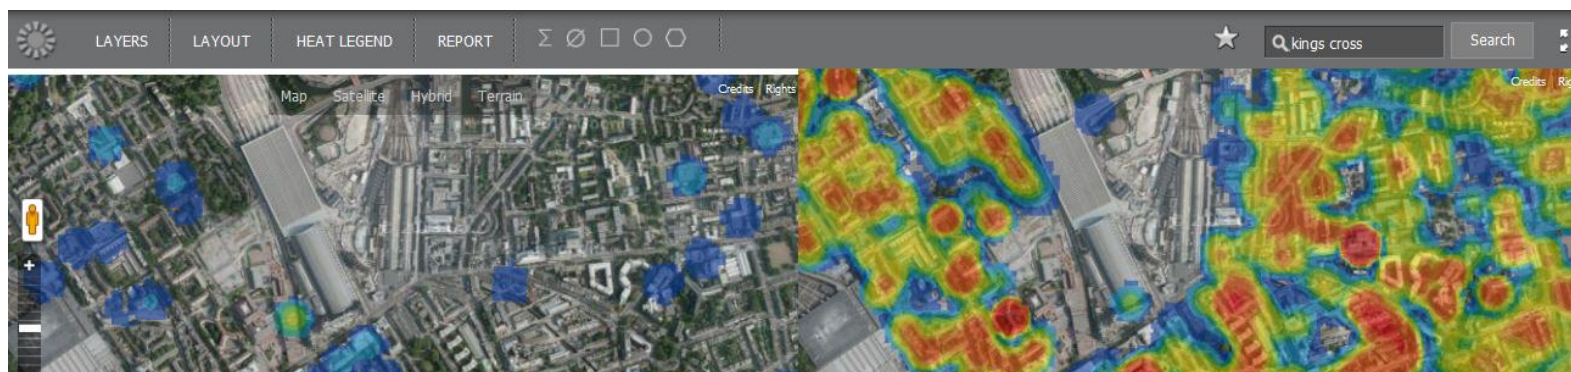 LAYERS LAYOUT HEAT LEGEND REPORT Σ kings cross Search
Map Satellite Hybrid Terrain Credits Rights Credits